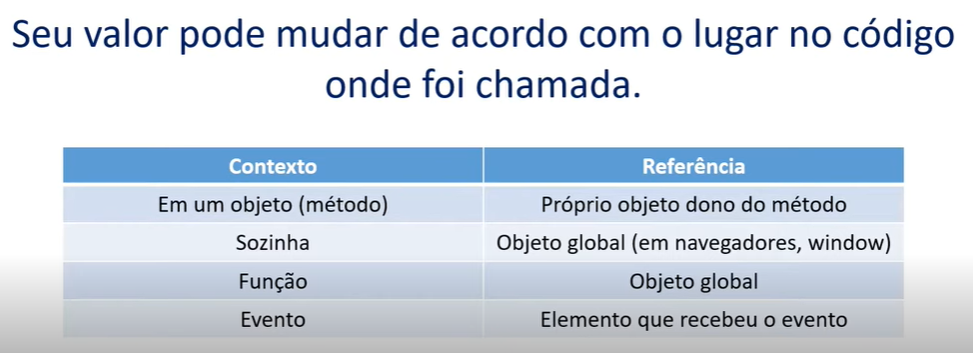 Seu valor pode mudar de acordo com o lugar no código
onde foi chamada.
Contexto Referência
Em um objeto (método) Próprio objeto dono do método
Sozinha Objeto global (em navegadores, window)
Função Objeto global
Evento Elemento que recebeu o evento